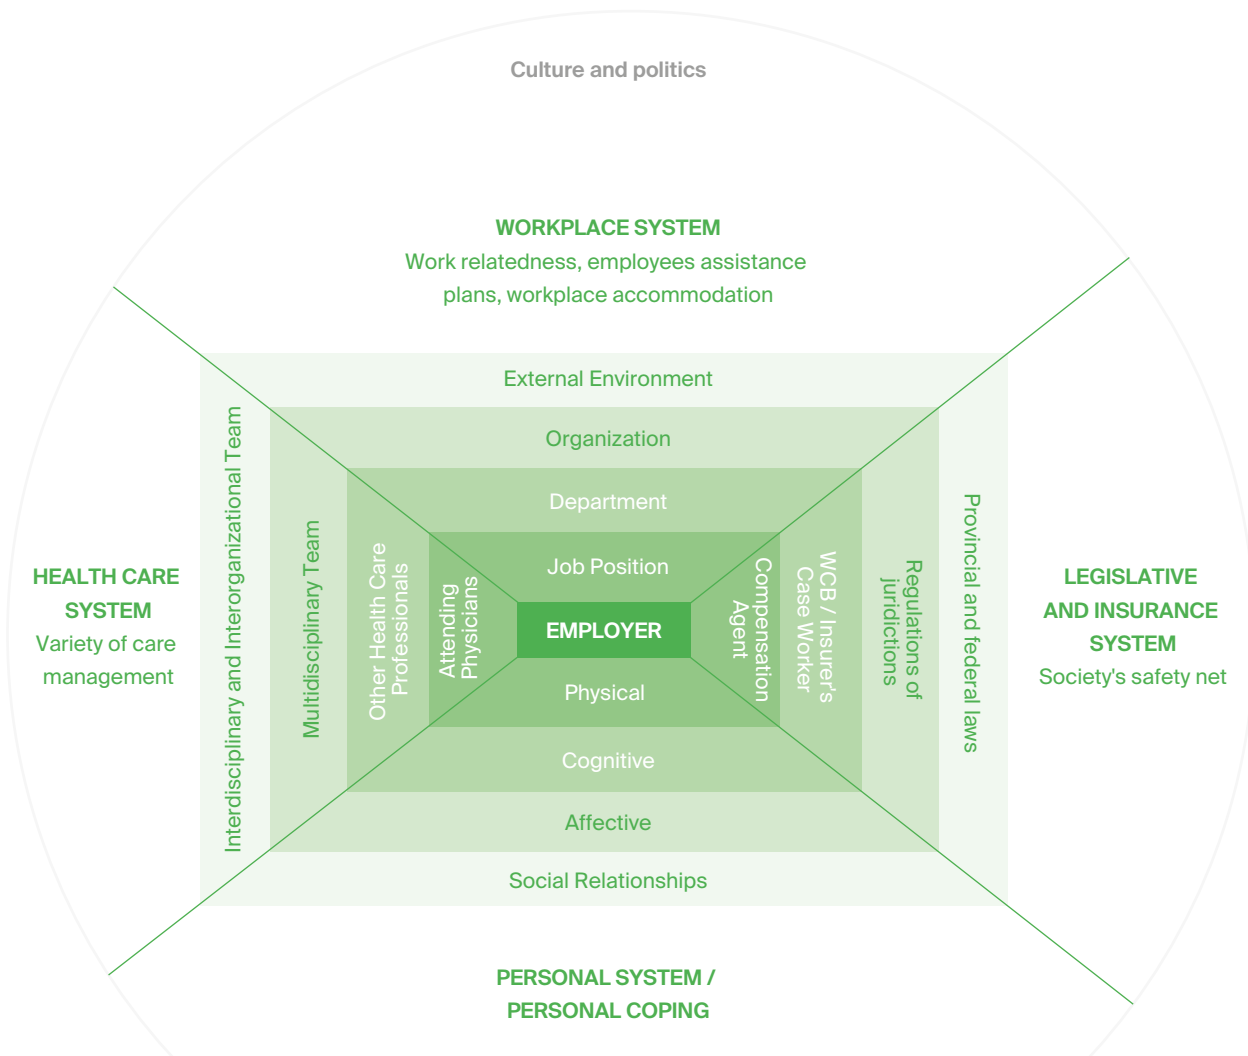 Culture and politics
WORKPLACE SYSTEM
Work relatedness, employees assistance
plans, workplace accommodation
External Environment
Organization
Department
Job Position
EMPLOYER
Physical
Cognitive
Affective
Social Relationships
HEALTH CARE
SYSTEM
Variety of care
management
Interdisciplinary and Interorganizational Team
Multidisciplinary Team
Other Health Care
Professionals
Attending
Physicians
Compensation
Agent
WCB / Insurer's
Case Worker
Regulations of
juridictions
Provincial and federal laws
LEGISLATIVE
AND INSURANCE
SYSTEM
Society's safety net
PERSONAL SYSTEM /
PERSONAL COPING